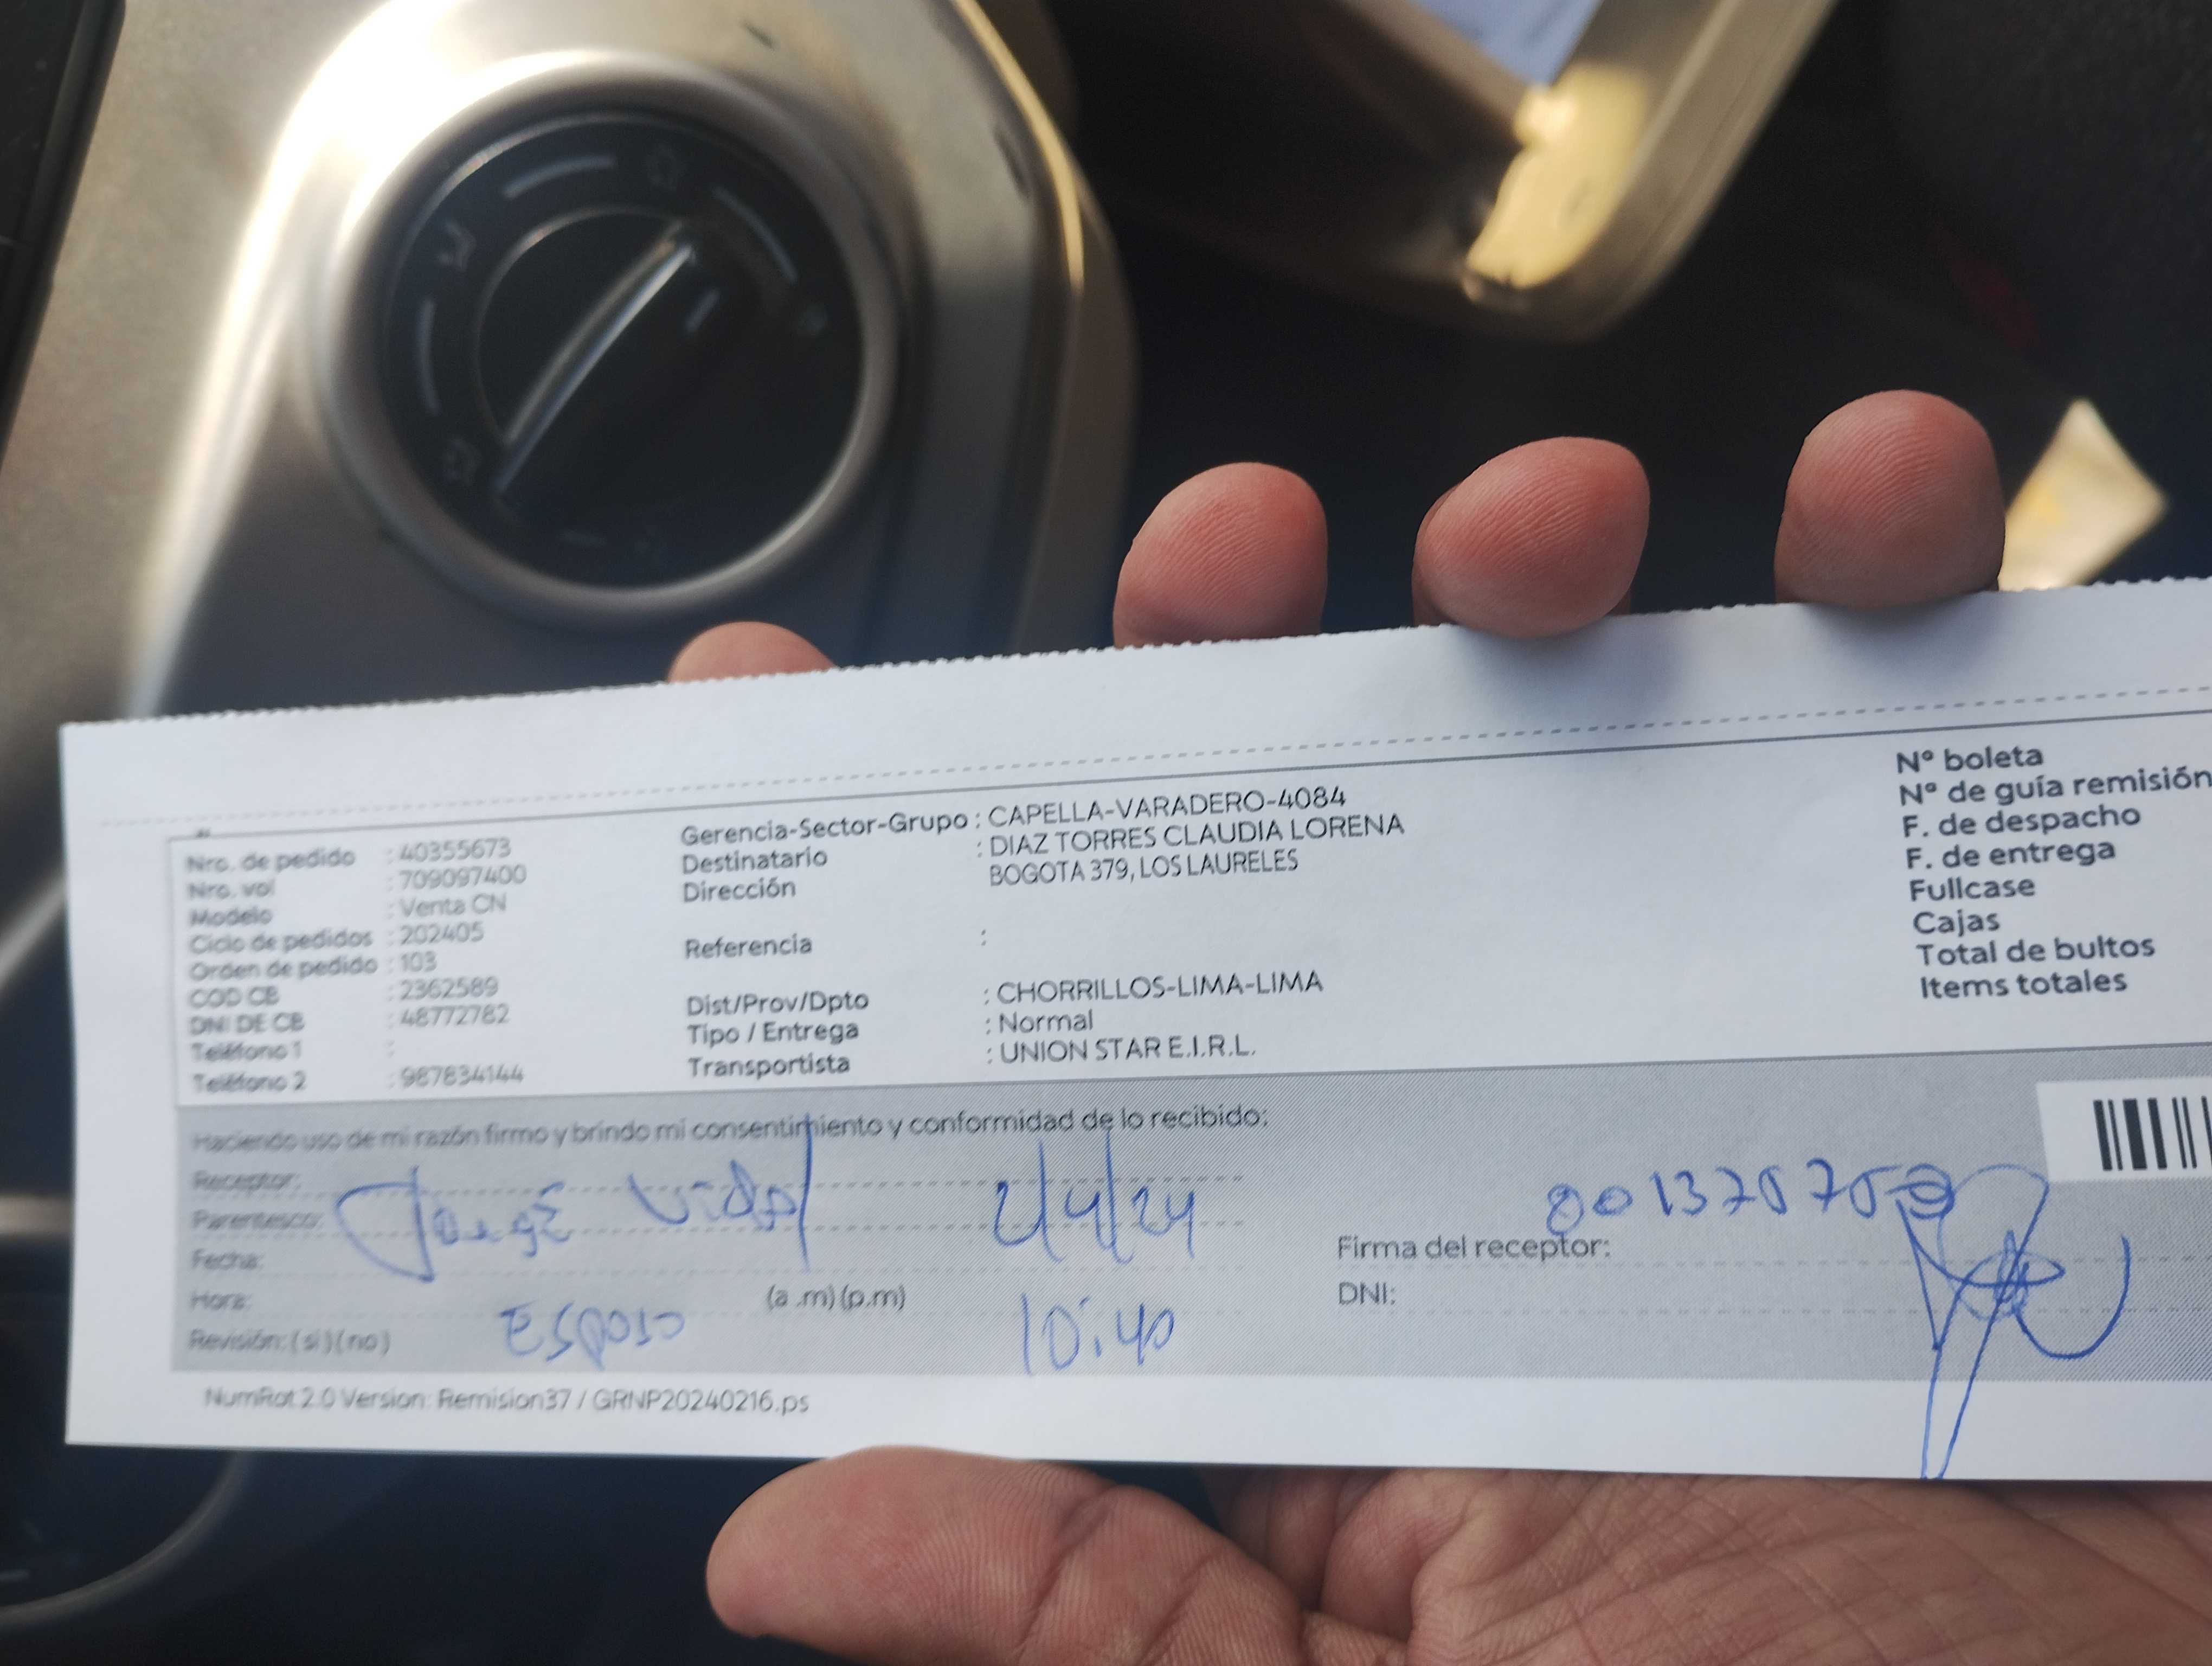 Nro. de pedido : 40355673
Nro. vol : 709097400
Modelo : Venta CN
Ciclo de pedidos : 202405
Orden de pedido : 103
COD CB : 2362589
DNI DE CB : 48772782
Teléfono 1 :
Teléfono 2 : 987834144
Gerencia-Sector-Grupo : CAPELLA-VARADERO-4084
Destinatario : DIAZ TORRES CLAUDIA LORENA
Dirección BOGOTA 379, LOS LAURELES
Referencia :
Dist/Prov/Dpto : CHORRILLOS-LIMA-LIMA
Tipo / Entrega : Normal
Transportista : UNION STAR E.I.R.L.
N° boleta
N° de guía remisión
F. de despacho
F. de entrega
Fullcase
Cajas
Total de bultos
Items totales
Haciendo uso de mi razón firmo y brindo mi consentimiento y conformidad de lo recibido:
Receptor:
Parentesco:
Jorge Vidal 2/4/24
Fecha:
Hora: (a .m) (p.m)
Esposo 10:40
Revisión: ( si ) ( no )
Firma del receptor:
DNI:
NumRot 2.0 Version: Remision37 / GRNP20240216.ps